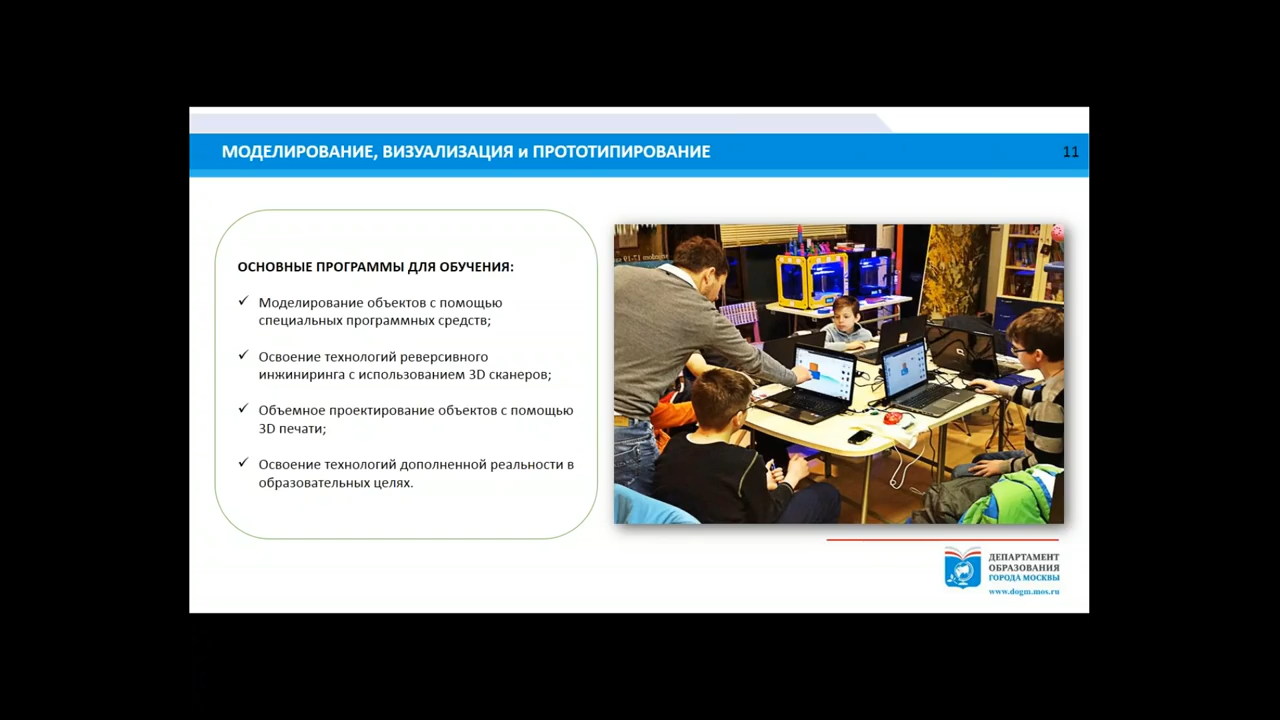 МОДЕЛИРОВАНИЕ, ВИЗУАЛИЗАЦИЯ и ПРОТОТИПИРОВАНИЕ
11
ОСНОВНЫЕ ПРОГРАММЫ ДЛЯ ОБУЧЕНИЯ:
✓ Моделирование объектов с помощью
специальных программных средств;
✓ Освоение технологий реверсивного
инжиниринга с использованием 3D сканеров;
✓ Объемное проектирование объектов с помощью
3D печати;
✓ Освоение технологий дополненной реальности в
образовательных целях.
ДЕПАРТАМЕНТ
ОБРАЗОВАНИЯ
ГОРОДА МОСКВЫ
www.dogm.mos.ru